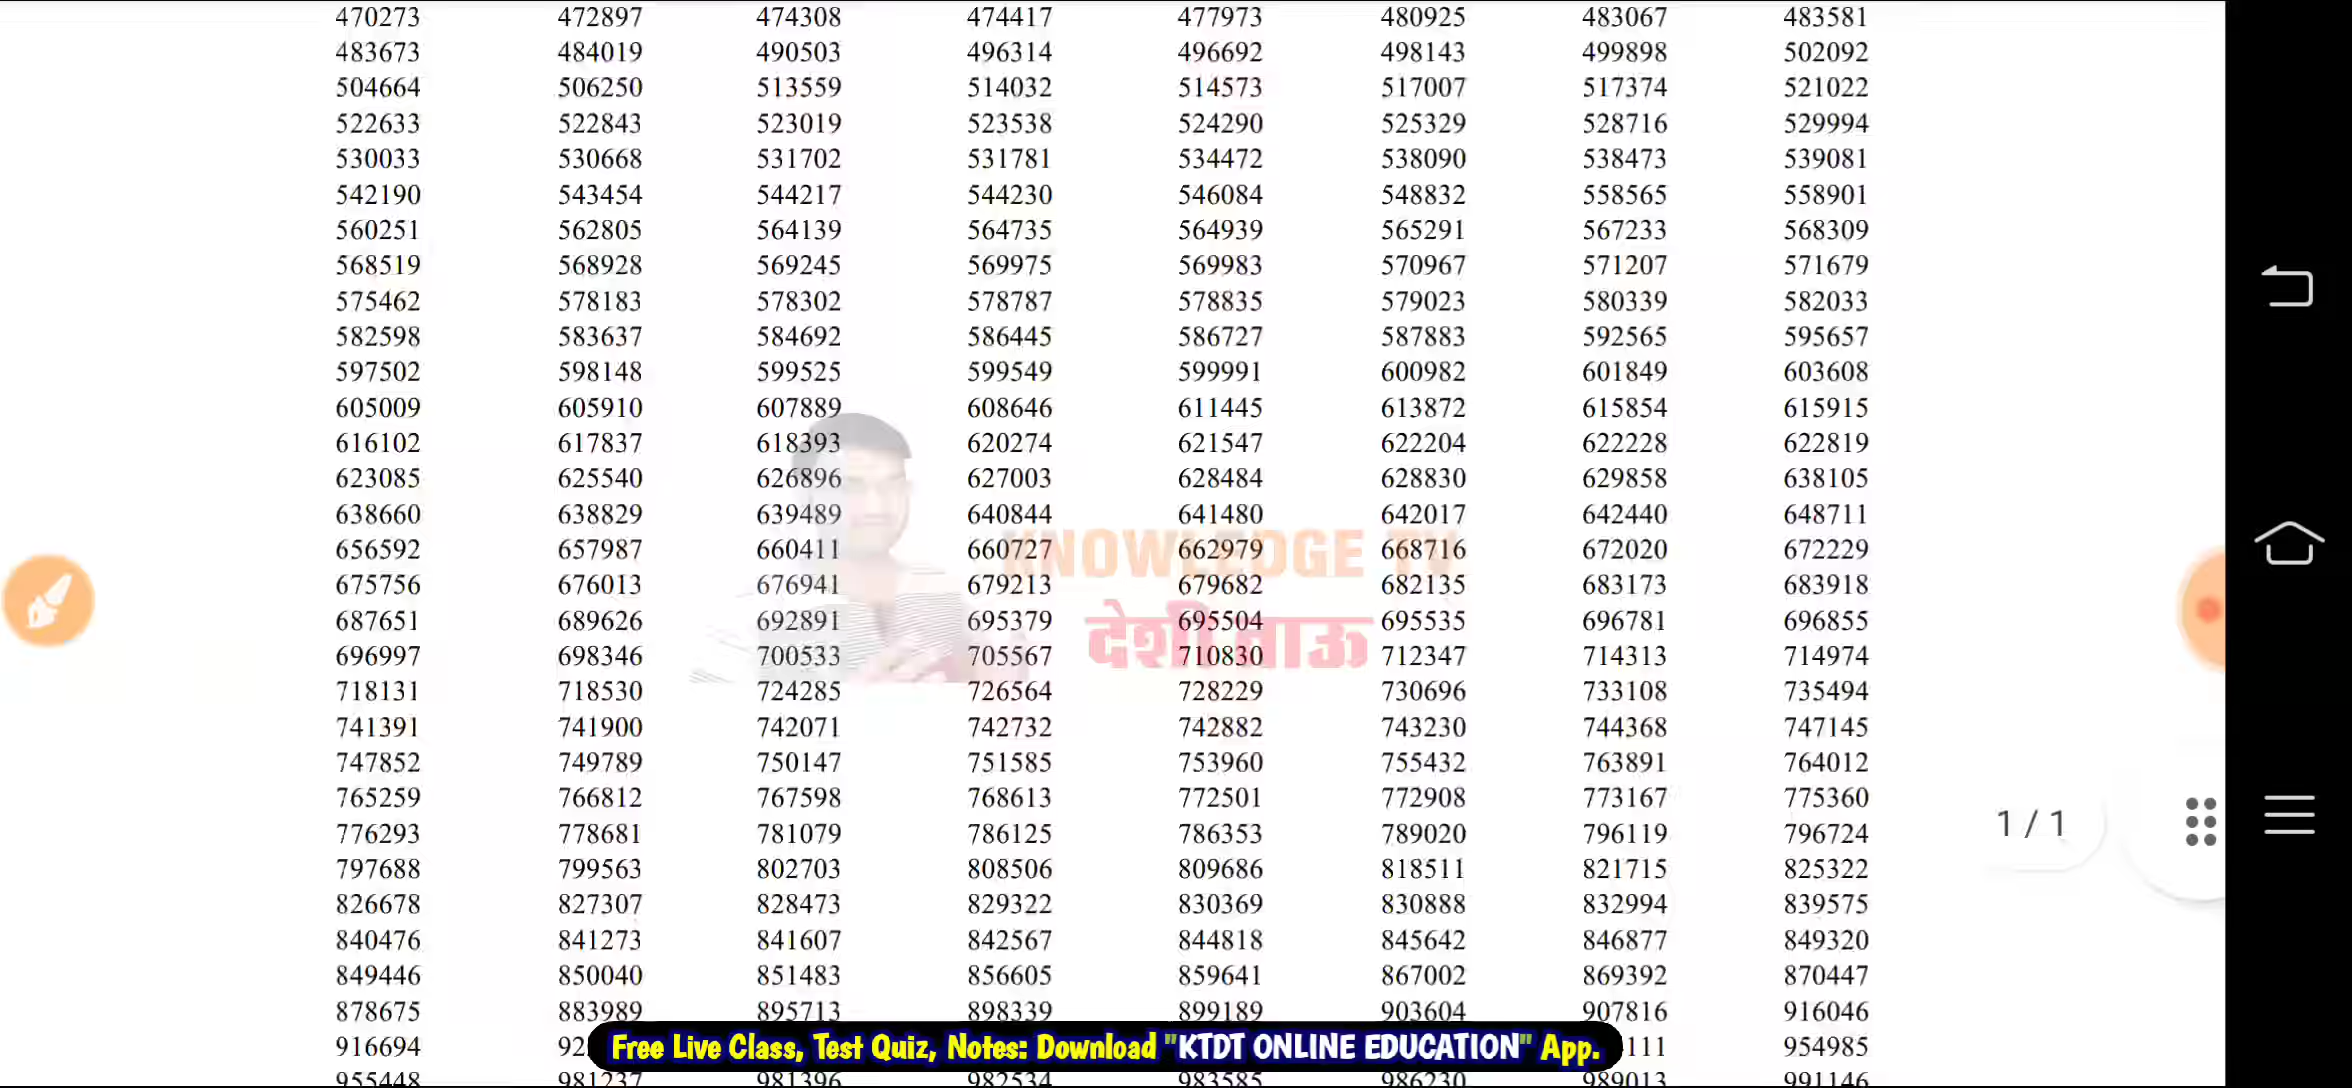 470273 472897 474308 474417 477973 480925 483067 483581
483673 484019 490503 496314 496692 498143 499898 502092
504664 506250 513559 514032 514573 517007 517374 521022
522633 522843 523019 523538 524290 525329 528716 529994
530033 530668 531702 531781 534472 538090 538473 539081
542190 543454 544217 544230 546084 548832 558565 558901
560251 562805 564139 564735 564939 565291 567233 568309
568519 568928 569245 569975 569983 570967 571207 571679
575462 578183 578302 578787 578835 579023 580339 582033
582598 583637 584692 586445 586727 587883 592565 595657
597502 598148 599525 599549 599991 600982 601849 603608
605009 605910 607889 608646 611445 613872 615854 615915
616102 617837 618393 620274 621547 622204 622228 622819
623085 625540 626896 627003 628484 628830 629858 638105
638660 638829 639489 640844 641480 642017 642440 648711
KNOWLEDGE TV
656592 657987 660411 660727 662979 668716 672020 672229
675756 676013 676941 679213 679682 682135 683173 683918
687651 689626 692891 695379 695504 695535 696781 696855
देशी ताऊ
696997 698346 700533 705567 710830 712347 714313 714974
718131 718530 724285 726564 728229 730696 733108 735494
741391 741900 742071 742732 742882 743230 744368 747145
747852 749789 750147 751585 753960 755432 763891 764012
765259 766812 767598 768613 772501 772908 773167 775360
1 / 1
776293 778681 781079 786125 786353 789020 796119 796724
797688 799563 802703 808506 809686 818511 821715 825322
826678 827307 828473 829322 830369 830888 832994 839575
840476 841273 841607 842567 844818 845642 846877 849320
849446 850040 851483 856605 859641 867002 869392 870447
878675 883989 895713 898339 899189 903604 907816 916046
916694 954985
Free Live Class, Test Quiz, Notes: Download "KTDT ONLINE EDUCATION" App.
955448 981237 981396 982534 983585 986230 989013 991146